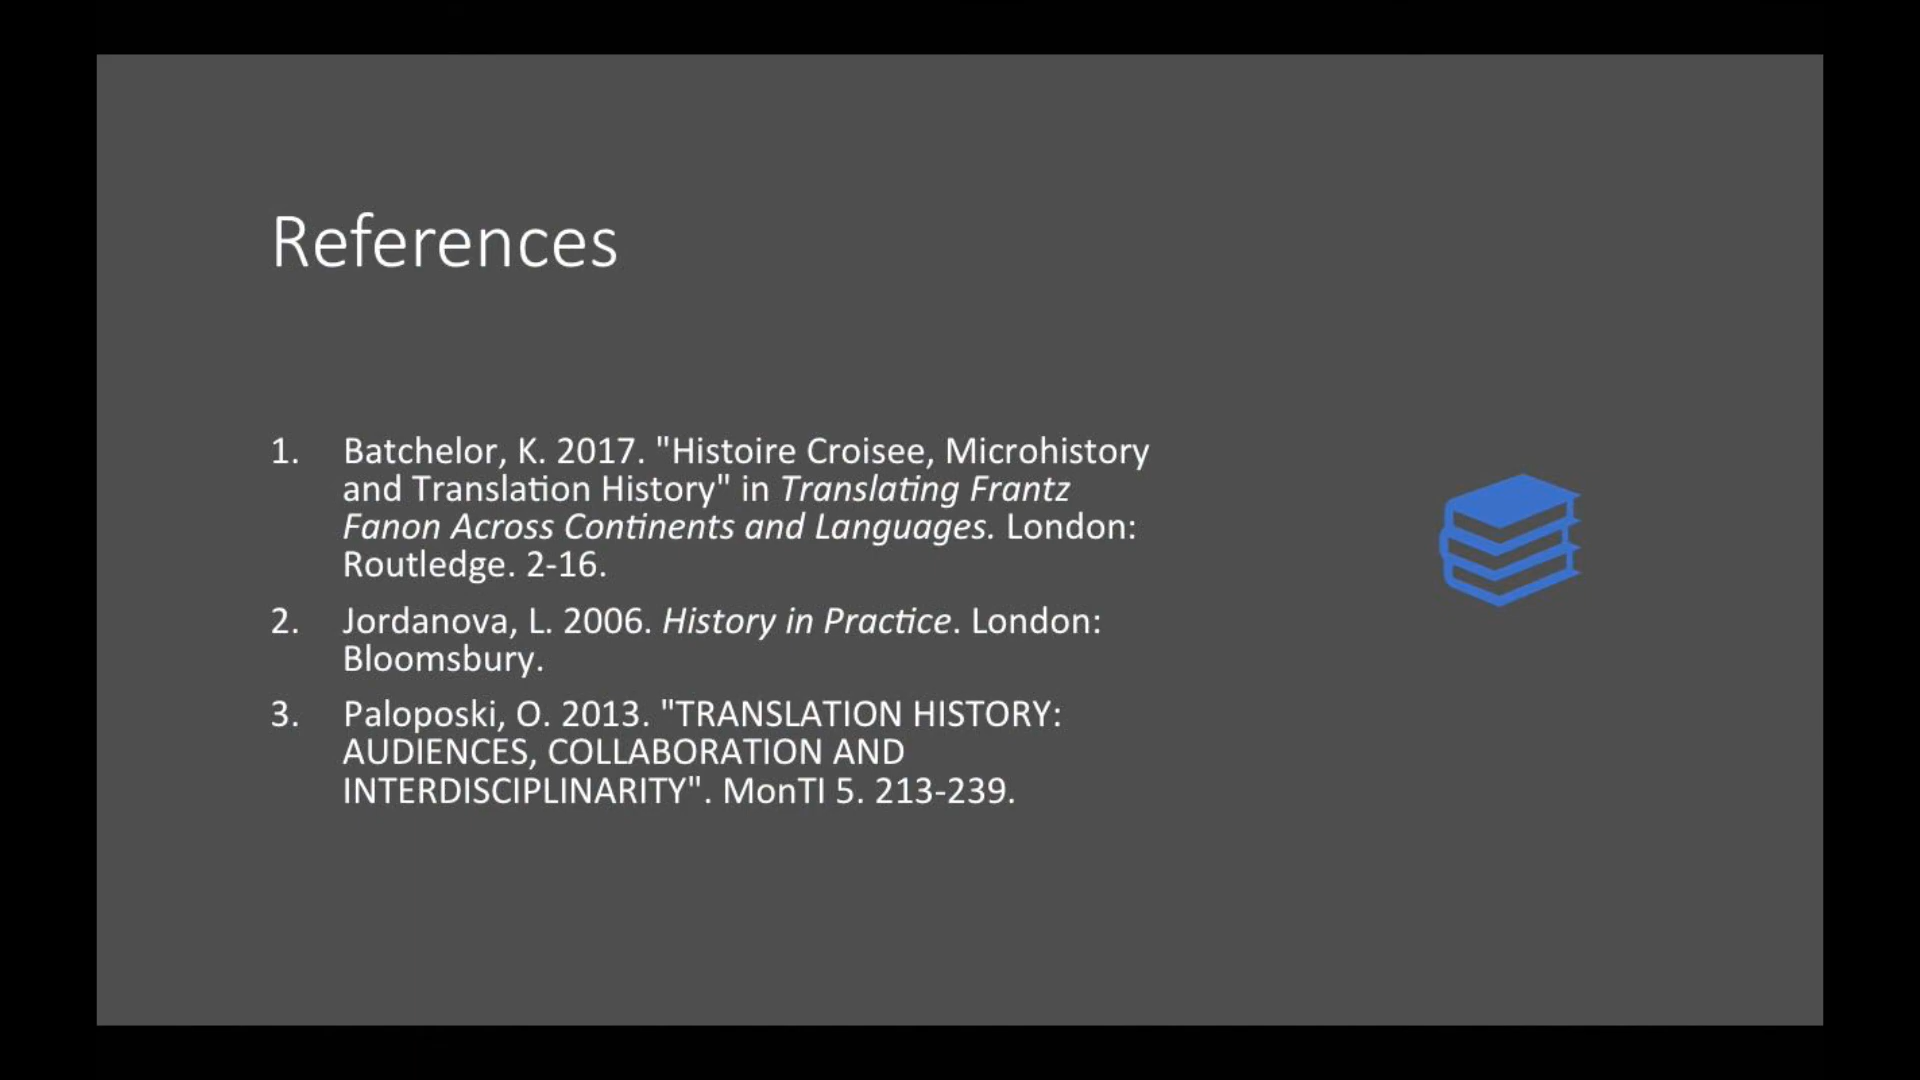 References
1. Batchelor, K. 2017. "Histoire Croisee, Microhistory
and Translation History" in Translating Frantz
Fanon Across Continents and Languages. London:
Routledge. 2-16.
2. Jordanova, L. 2006. History in Practice. London:
Bloomsbury.
3. Paloposki, O. 2013. "TRANSLATION HISTORY:
AUDIENCES, COLLABORATION AND
INTERDISCIPLINARITY". MonTI 5. 213-239.